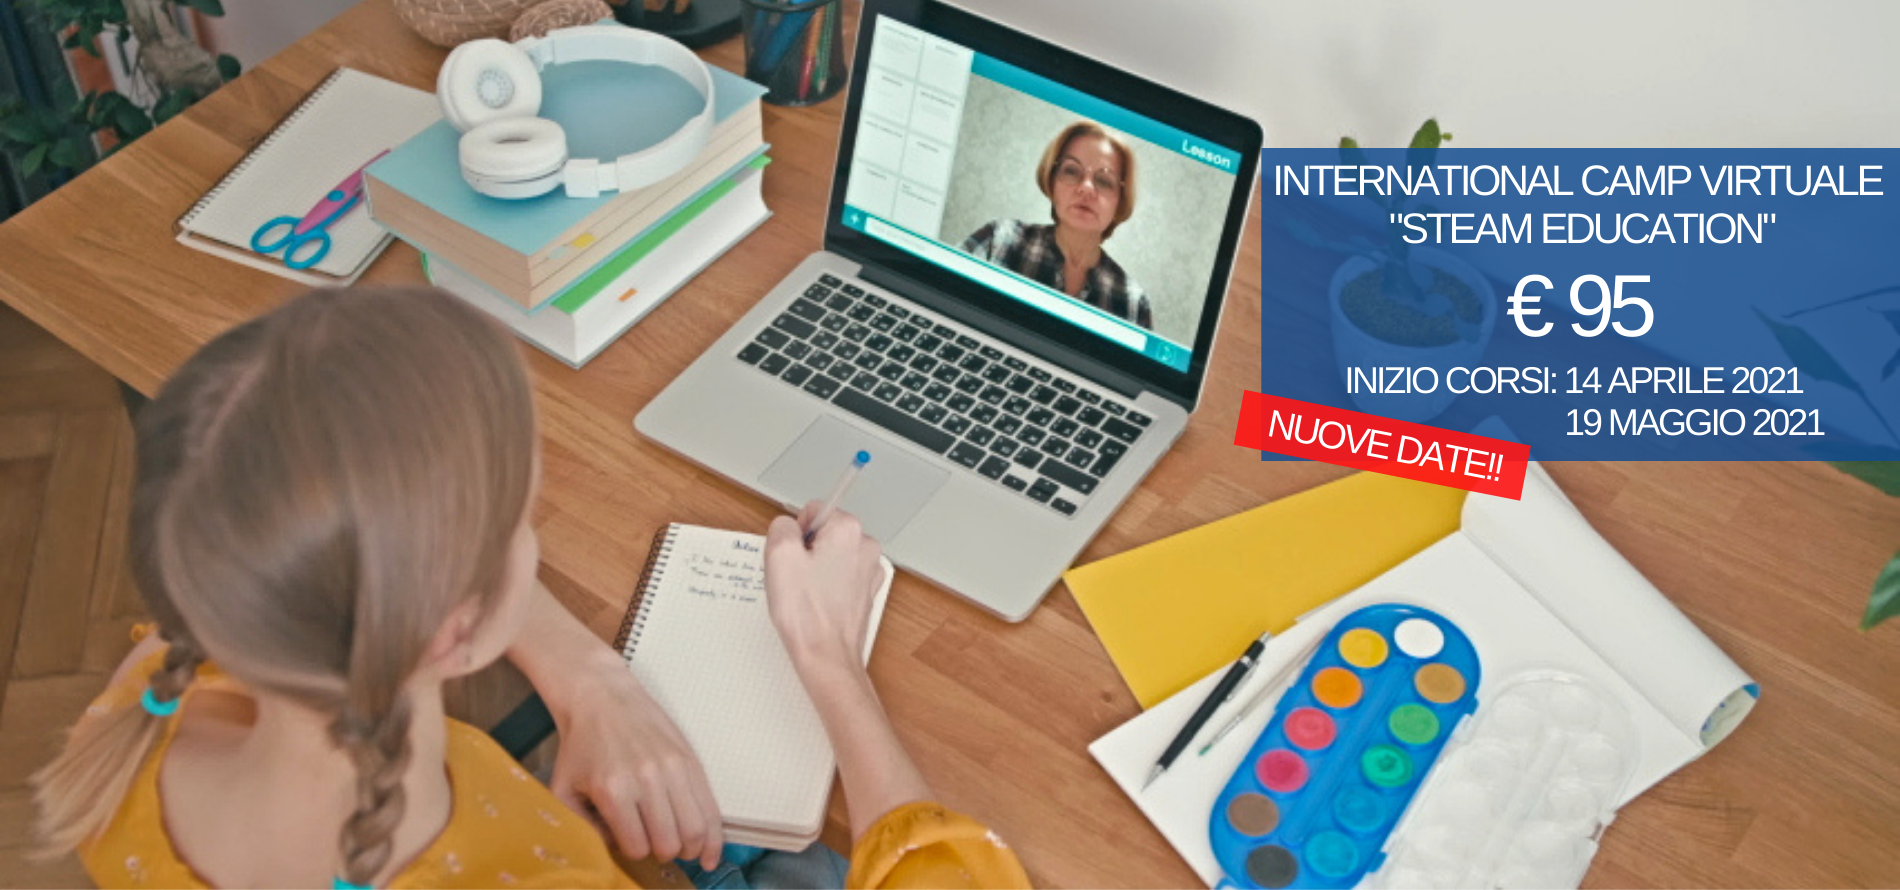 Lesson
INTERNATIONAL CAMP VIRTUALE
"STEAM EDUCATION"
€ 95
INIZIO CORSI: 14 APRILE 2021
19 MAGGIO 2021
NUOVE DATE!!